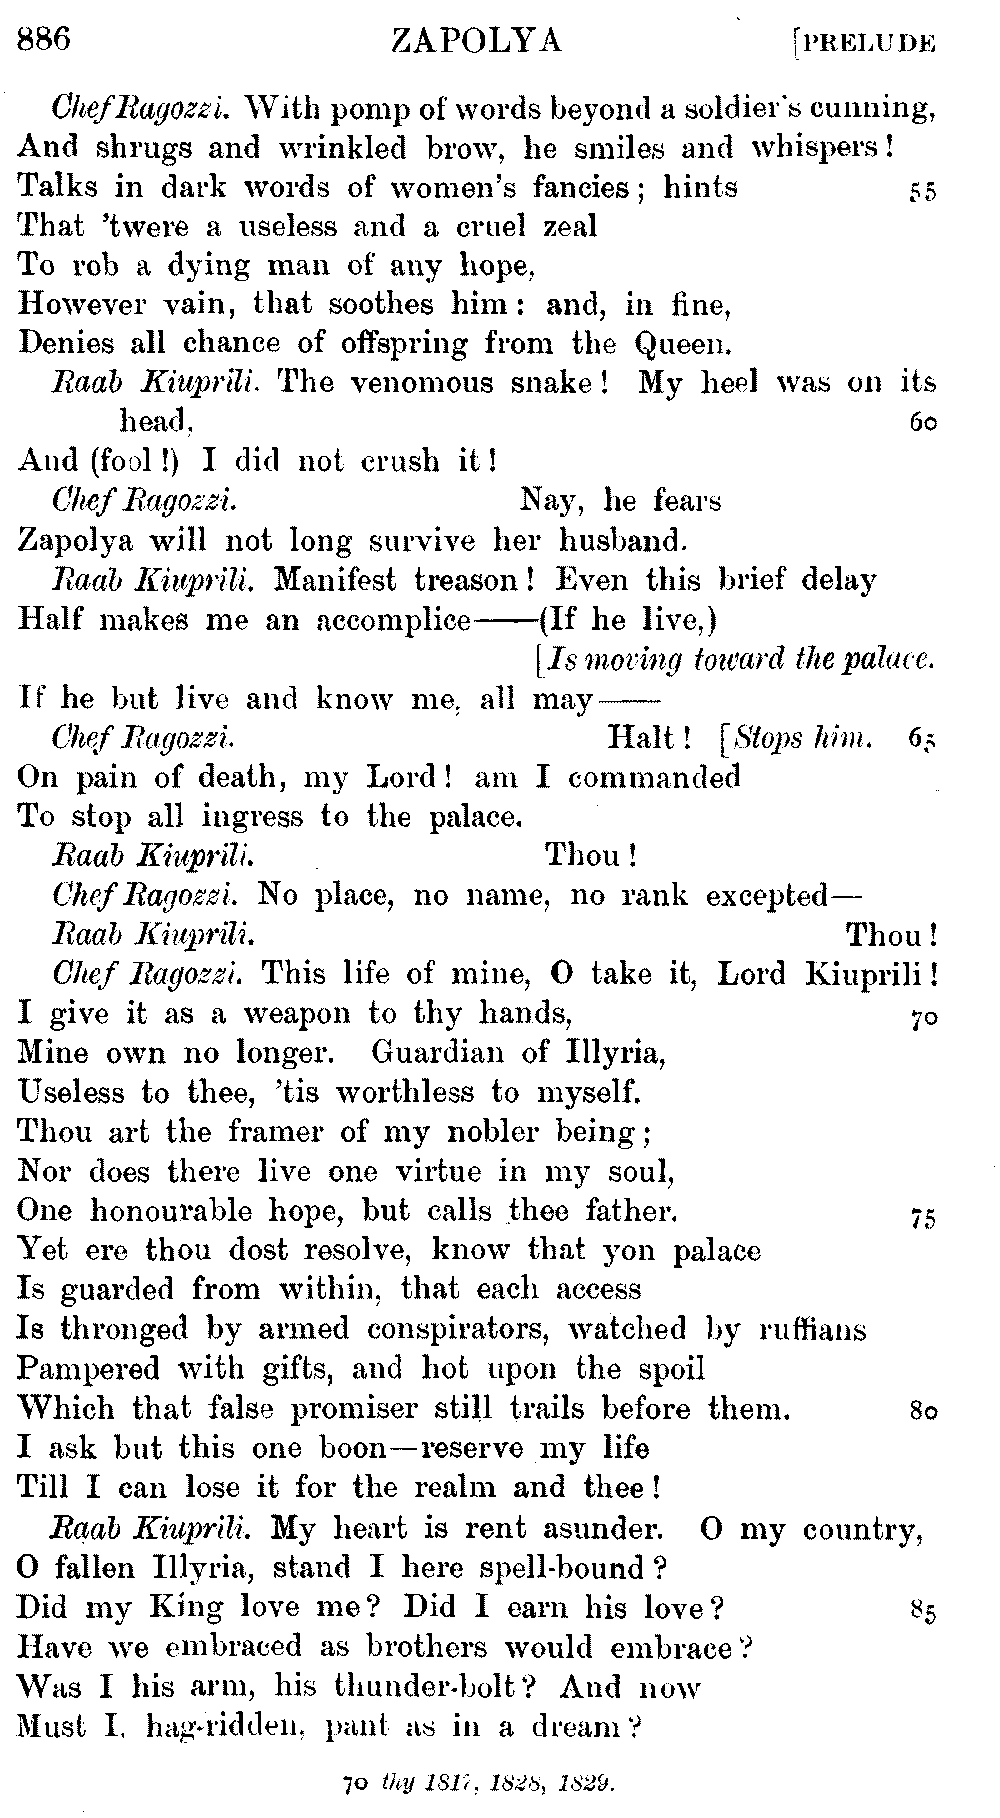 886 ZAPOLYA [PRELUDE
Chef Ragozzi. With pomp of words beyond a soldier's cunning,
And shrugs and wrinkled brow, he smiles and whispers!
Talks in dark words of women's fancies; hints 55
That 'twere a useless and a cruel zeal
To rob a dying man of any hope,
However vain, that soothes him: and, in fine,
Denies all chance of offspring from the Queen.
Raab Kiuprili. The venomous snake! My heel was on its
head, 60
And (fool!) I did not crush it!
Chef Ragozzi. Nay, he fears
Zapolya will not long survive her husband.
Raab Kiuprili. Manifest treason! Even this brief delay
Half makes me an accomplice——(If he live,)
[Is moving toward the palace.
If he but live and know me, all may——
Chef Ragozzi. Halt! [Stops him. 65
On pain of death, my Lord! am I commanded
To stop all ingress to the palace.
Raab Kiuprili. Thou!
Chef Ragozzi. No place, no name, no rank excepted—
Raab Kiuprili. Thou!
Chef Ragozzi. This life of mine, O take it, Lord Kiuprili!
I give it as a weapon to thy hands, 70
Mine own no longer. Guardian of Illyria,
Useless to thee, 'tis worthless to myself.
Thou art the framer of my nobler being;
Nor does there live one virtue in my soul,
One honourable hope, but calls thee father. 75
Yet ere thou dost resolve, know that yon palace
Is guarded from within, that each access
Is thronged by armed conspirators, watched by ruffians
Pampered with gifts, and hot upon the spoil
Which that false promiser still trails before them. 80
I ask but this one boon—reserve my life
Till I can lose it for the realm and thee!
Raab Kiuprili. My heart is rent asunder. O my country,
O fallen Illyria, stand I here spell-bound?
Did my King love me? Did I earn his love? 85
Have we embraced as brothers would embrace?
Was I his arm, his thunder-bolt? And now
Must I, hag-ridden, pant as in a dream?
70 thy 1817, 1828, 1829.